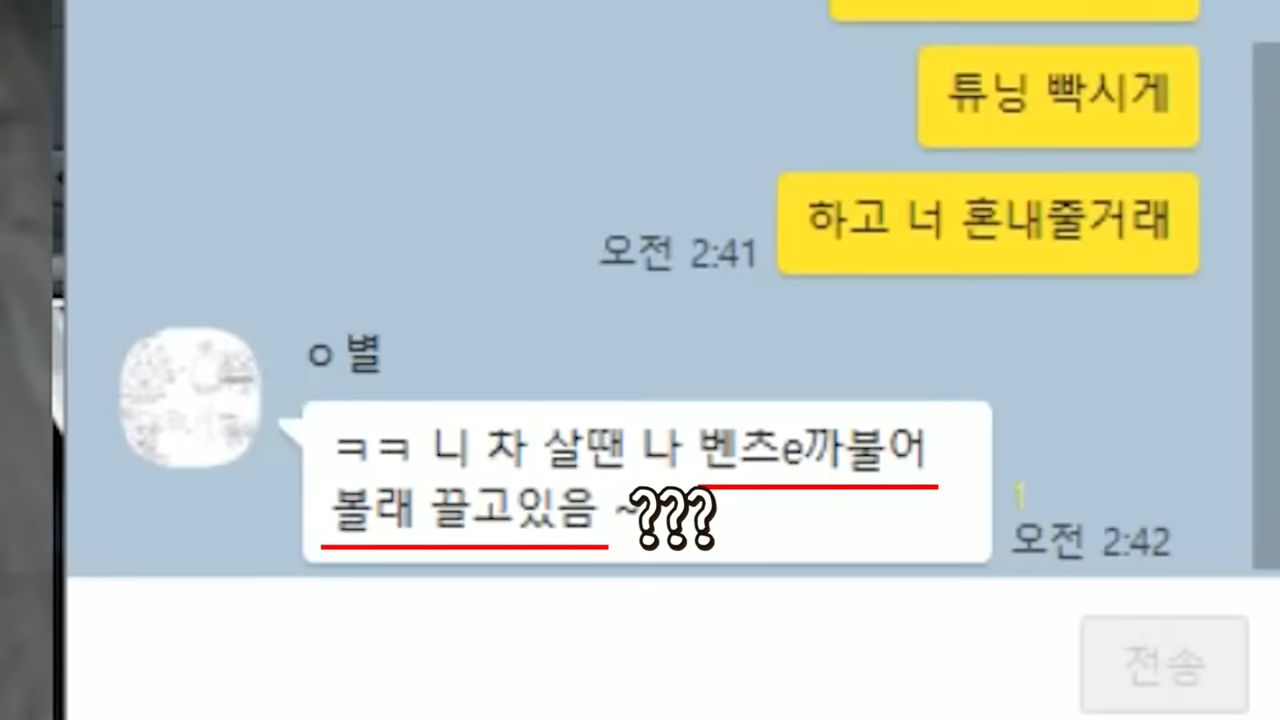 튜닝 빡시게
하고 너 혼내줄거래
오전 2:41
ㅇ별
ㅋㅋ 니 차 살땐 나 벤츠e까불어
볼래 끌고있음 ~???
1
오전 2:42
전송